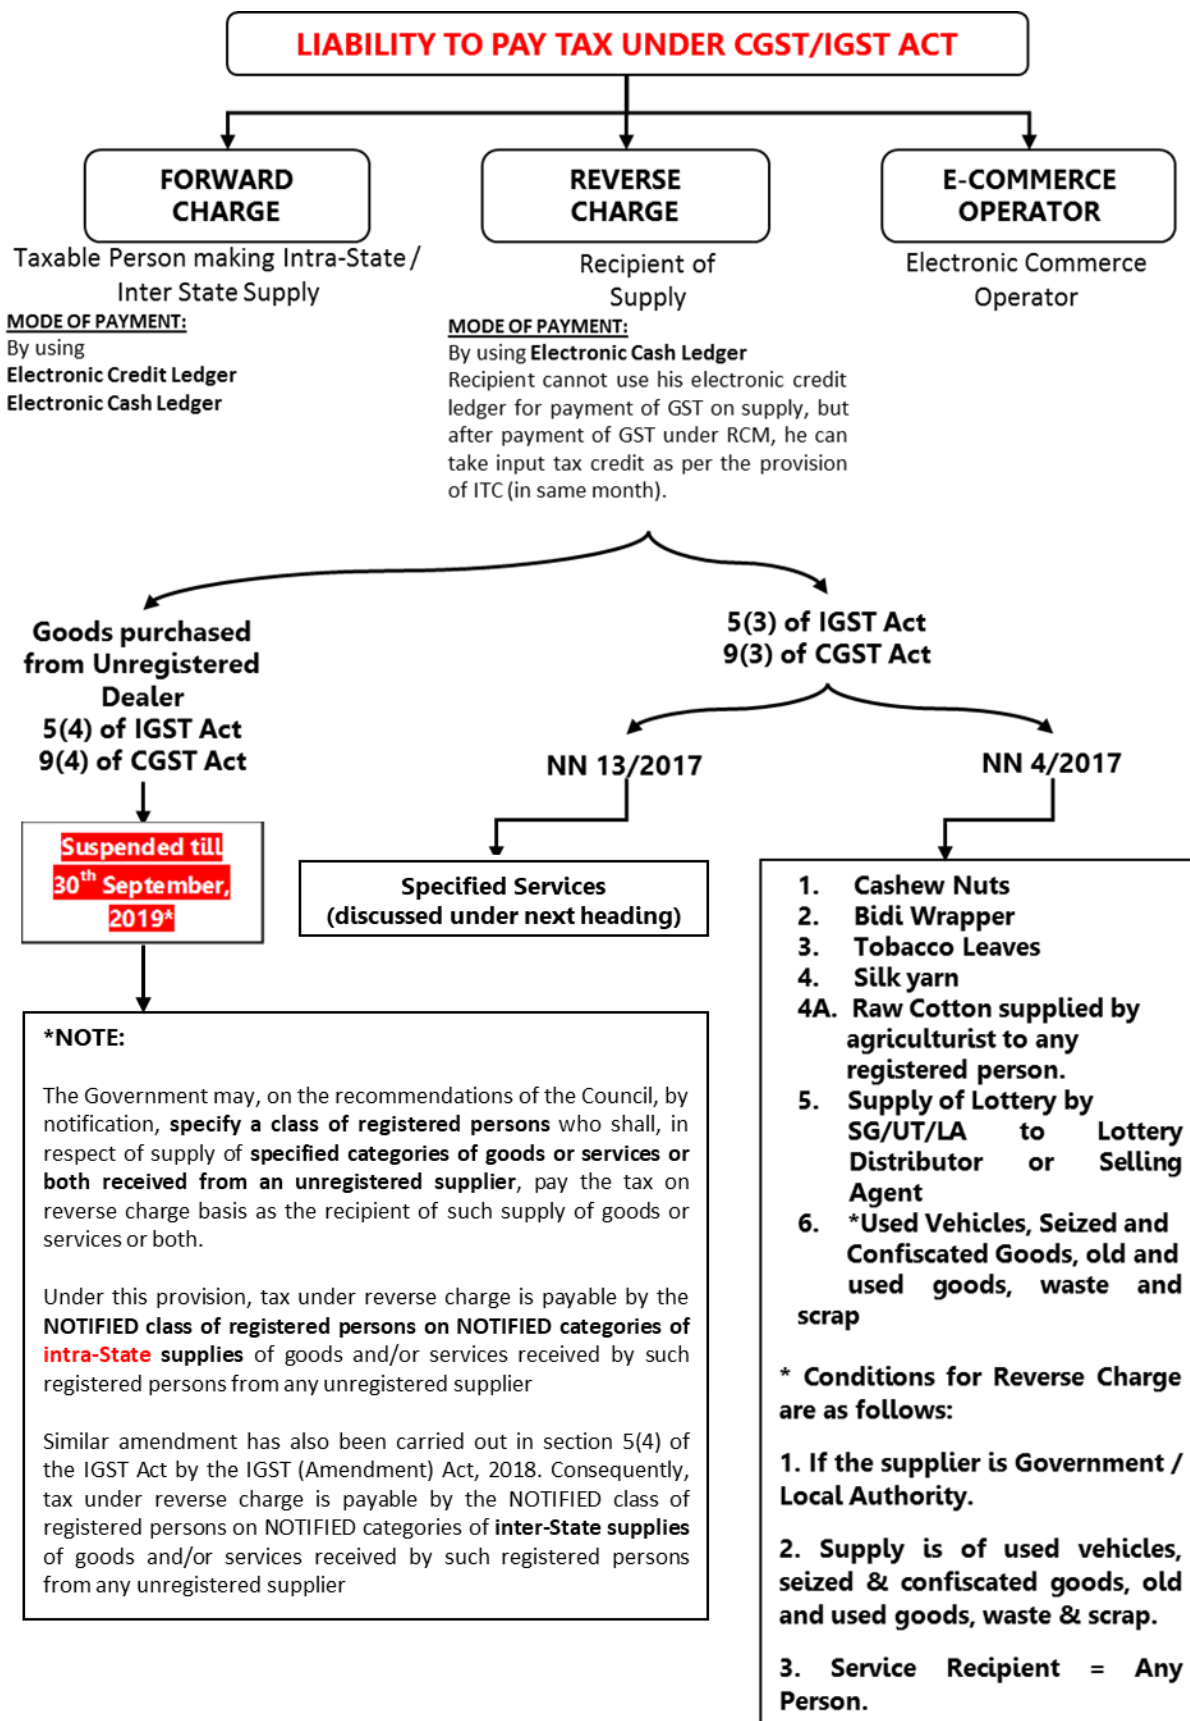 LIABILITY TO PAY TAX UNDER CGST/IGST ACT
FORWARD
CHARGE
Taxable Person making Intra-State /
Inter State Supply
MODE OF PAYMENT:
By using
Electronic Credit Ledger
Electronic Cash Ledger
REVERSE
CHARGE
Recipient of
Supply
MODE OF PAYMENT:
By using Electronic Cash Ledger
Recipient cannot use his electronic credit
ledger for payment of GST on supply, but
after payment of GST under RCM, he can
take input tax credit as per the provision
of ITC (in same month).
E-COMMERCE
OPERATOR
Electronic Commerce
Operator
Goods purchased
from Unregistered
Dealer
5(4) of IGST Act
9(4) of CGST Act
Suspended till
30th September,
2019*
*NOTE:
The Government may, on the recommendations of the Council, by
notification, specify a class of registered persons who shall, in
respect of supply of specified categories of goods or services or
both received from an unregistered supplier, pay the tax on
reverse charge basis as the recipient of such supply of goods or
services or both.
Under this provision, tax under reverse charge is payable by the
NOTIFIED class of registered persons on NOTIFIED categories of
intra-State supplies of goods and/or services received by such
registered persons from any unregistered supplier
Similar amendment has also been carried out in section 5(4) of
the IGST Act by the IGST (Amendment) Act, 2018. Consequently,
tax under reverse charge is payable by the NOTIFIED class of
registered persons on NOTIFIED categories of inter-State supplies
of goods and/or services received by such registered persons
from any unregistered supplier
5(3) of IGST Act
9(3) of CGST Act
NN 13/2017
Specified Services
(discussed under next heading)
NN 4/2017
1. Cashew Nuts
2. Bidi Wrapper
3. Tobacco Leaves
4. Silk yarn
4A. Raw Cotton supplied by
agriculturist to any
registered person.
5. Supply of Lottery by
SG/UT/LA to Lottery
Distributor or Selling
Agent
6. *Used Vehicles, Seized and
Confiscated Goods, old and
used goods, waste and
scrap
* Conditions for Reverse Charge
are as follows:
1. If the supplier is Government /
Local Authority.
2. Supply is of used vehicles,
seized & confiscated goods, old
and used goods, waste & scrap.
3. Service Recipient = Any
Person.